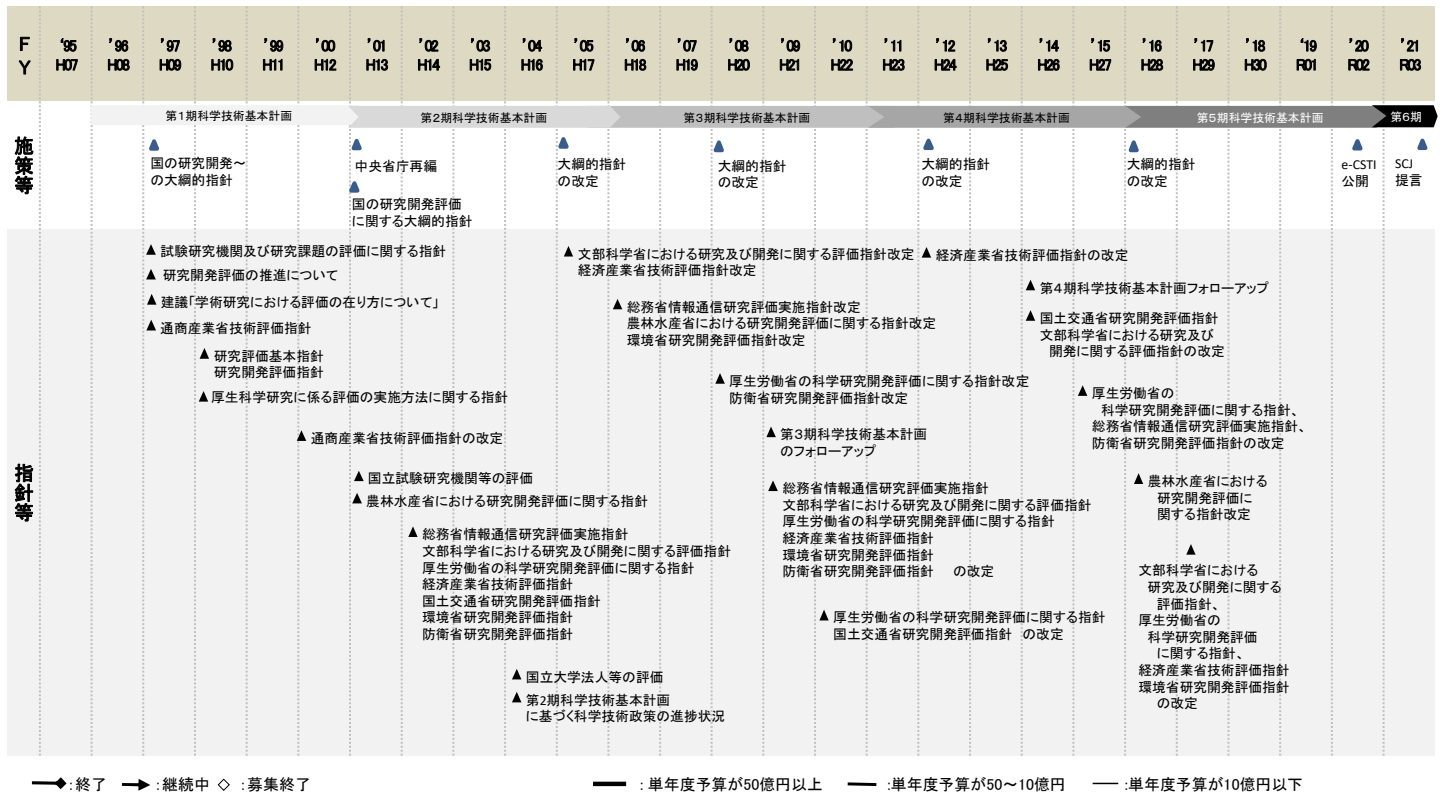 F
Y
'95 '96 '97 '98 '99 '00 '01 '02 '03 '04 '05 '06 '07 '08 '09 '10 '11 '12 '13 '14 '15 '16 '17 '18 '19 '20 '21
H07 H08 H09 H10 H11 H12 H13 H14 H15 H16 H17 H18 H19 H20 H21 H22 H23 H24 H25 H26 H27 H28 H29 H30 R01 R02 R03
第1期科学技術基本計画
第2期科学技術基本計画
第3期科学技術基本計画
第4期科学技術基本計画
第5期科学技術基本計画
第6期
施策等
国の研究開発～
の大綱的指針
中央省庁再編
国の研究開発評価
に関する大綱的指針
大綱的指針
の改定
大綱的指針
の改定
大綱的指針
の改定
大綱的指針
の改定
e-CSTI
公開
SCJ
提言
指針等
▲ 試験研究機関及び研究課題の評価に関する指針
▲ 研究開発評価の推進について
▲ 建議「学術研究における評価の在り方について」
▲ 通商産業省技術評価指針
▲ 研究評価基本指針
研究開発評価指針
▲ 厚生科学研究に係る評価の実施方法に関する指針
▲ 通商産業省技術評価指針の改定
▲ 国立試験研究機関等の評価
▲ 農林水産省における研究開発評価に関する指針
▲ 総務省情報通信研究評価実施指針
文部科学省における研究及び開発に関する評価指針
厚生労働省の科学研究開発評価に関する指針
経済産業省技術評価指針
国土交通省研究開発評価指針
環境省研究開発評価指針
防衛省研究開発評価指針
▲ 国立大学法人等の評価
▲ 第2期科学技術基本計画
に基づく科学技術政策の進捗状況
▲ 文部科学省における研究及び開発に関する評価指針改定
経済産業省技術評価指針改定
▲ 総務省情報通信研究評価実施指針改定
農林水産省における研究開発評価に関する指針改定
環境省研究開発評価指針改定
▲ 厚生労働省の科学研究開発評価に関する指針改定
防衛省研究開発評価指針改定
▲ 第3期科学技術基本計画
のフォローアップ
▲ 総務省情報通信研究評価実施指針
文部科学省における研究及び開発に関する評価指針
厚生労働省の科学研究開発評価に関する指針
経済産業省技術評価指針
環境省研究開発評価指針
防衛省研究開発評価指針 の改定
▲ 厚生労働省の科学研究開発評価に関する指針
国土交通省研究開発評価指針 の改定
▲ 経済産業省技術評価指針の改定
▲ 第4期科学技術基本計画フォローアップ
▲ 国土交通省研究開発評価指針
文部科学省における研究及び
開発に関する評価指針の改定
▲ 厚生労働省の
科学研究開発評価に関する指針、
総務省情報通信研究評価実施指針、
防衛省研究開発評価指針の改定
▲ 農林水産省における
研究開発評価に
関する指針改定
▲
文部科学省における
研究及び開発に関する
評価指針、
厚生労働省の
科学研究開発評価
に関する指針、
経済産業省技術評価指針
環境省研究開発評価指針
の改定
:終了 :継続中 ◇ :募集終了 :単年度予算が50億円以上 :単年度予算が50～10億円 :単年度予算が10億円以下